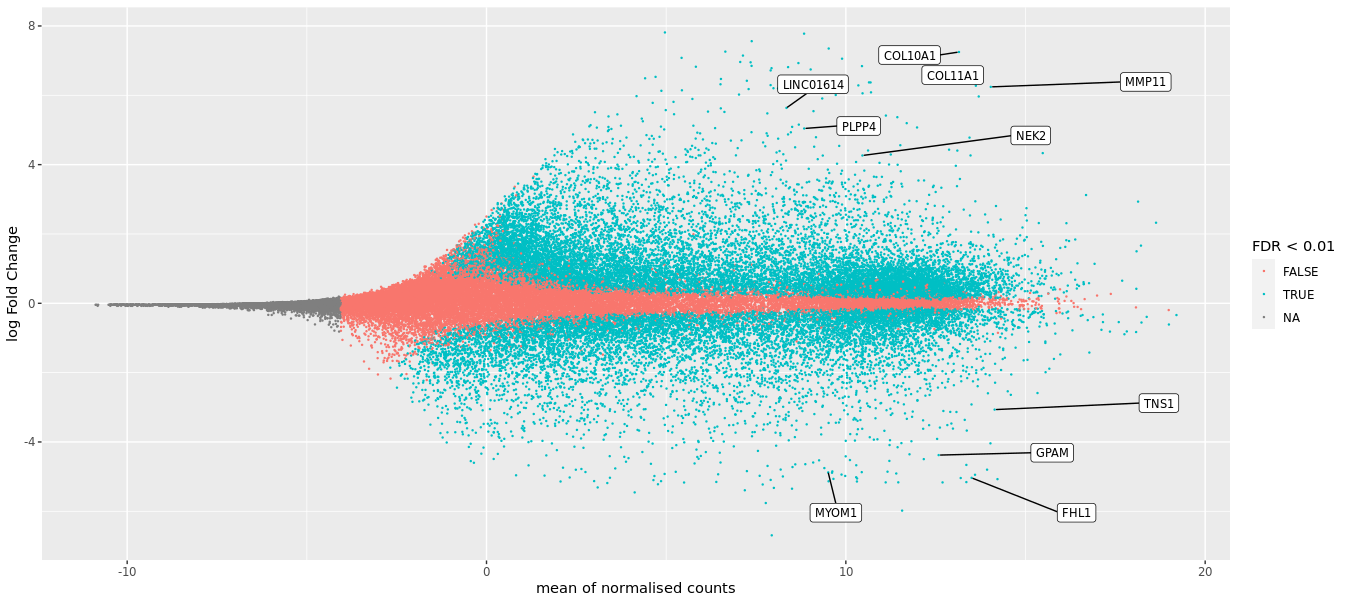 8
4
0
-4
log Fold Change
COL10A1
COL11A1
LINC01614
MMP11
PLPP4
NEK2
TNS1
GPAM
MYOM1
FHL1
-10
0
10
20
mean of normalised counts
FDR < 0.01
FALSE
TRUE
NA